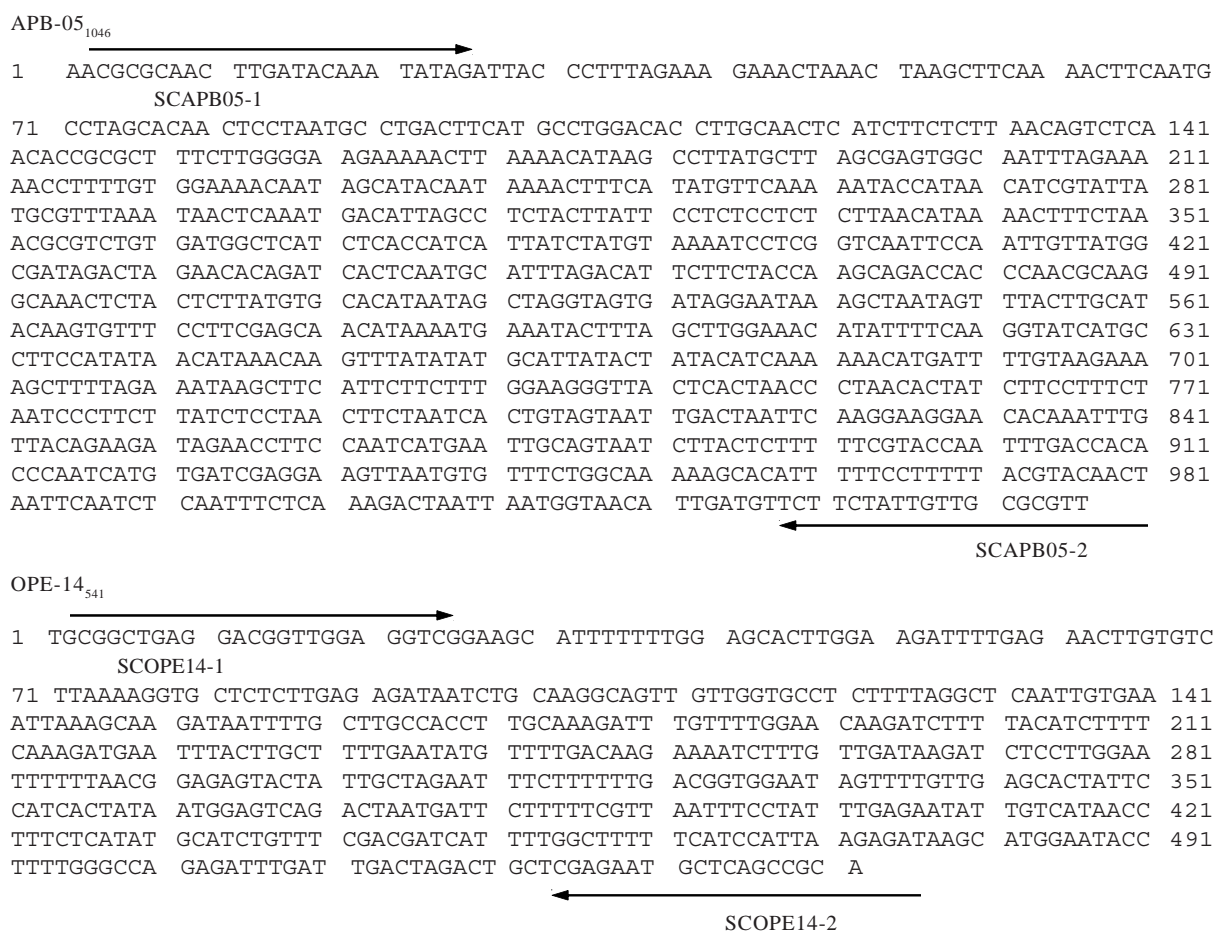 APB-05₁₀₄₆
1 AACGCGCAAC TTGATACAAA TATAGATTAC CCTTTAGAAA GAAACTAAAC TAAGCTTCAA AACTTCAATG
SCAPB05-1
71 CCTAGCACAA CTCCTAATGC CTGACTTCAT GCCTGGACAC CTTGCAACTC ATCTTCTCTT AACAGTCTCA 141
ACACCGCGCT TTCTTGGGGA AGAAAAACTT AAAACATAAG CCTTATGCTT AGCGAGTGGC AATTTAGAAA 211
AACCTTTTGT GGAAAACAAT AGCATACAAT AAAACTTTCA TATGTTCAAA AATACCATAA CATCGTATTA 281
TGCGTTTAAA TAACTCAAAT GACATTAGCC TCTACTTATT CCTCTCCTCT CTTAACATAA AACTTTCTAA 351
ACGCGTCTGT GATGGCTCAT CTCACCATCA TTATCTATGT AAAATCCTCG GTCAATTCCA ATTGTTATGG 421
CGATAGACTA GAACACAGAT CACTCAATGC ATTTAGACAT TCTTCTACCA AGCAGACCAC CCAACGCAAG 491
GCAAACTCTA CTCTTATGTG CACATAATAG CTAGGTAGTG ATAGGAATAA AGCTAATAGT TTACTTGCAT 561
ACAAGTGTTT CCTTCGAGCA ACATAAAATG AAATACTTTA GCTTGGAAAC ATATTTTCAA GGTATCATGC 631
CTTCCATATA ACATAAACAA GTTTATATAT GCATTATACT ATACATCAAA AAACATGATT TTGTAAGAAA 701
AGCTTTTAGA AATAAGCTTC ATTCTTCTTT GGAAGGGTTA CTCACTAACC CTAACACTAT CTTCCTTTCT 771
AATCCCTTCT TATCTCCTAA CTTCTAATCA CTGTAGTAAT TGACTAATTC AAGGAAGGAA CACAAATTTG 841
TTACAGAAGA TAGAACCTTC CAATCATGAA TTGCAGTAAT CTTACTCTTT TTCGTACCAA TTTGACCACA 911
CCCAATCATG TGATCGAGGA AGTTAATGTG TTTCTGGCAA AAAGCACATT TTTCCTTTTT ACGTACAACT 981
AATTCAATCT CAATTTCTCA AAGACTAATT AATGGTAACA TTGATGTTCT TCTATTGTTG CGCGTT
SCAPB05-2
OPE-14₅₄₁
1 TGCGGCTGAG GACGGTTGGA GGTCGGAAGC ATTTTTTTGG AGCACTTGGA AGATTTTGAG AACTTGTGTC
SCOPE14-1
71 TTAAAAGGTG CTCTCTTGAG AGATAATCTG CAAGGCAGTT GTTGGTGCCT CTTTTAGGCT CAATTGTGAA 141
ATTAAAGCAA GATAATTTTG CTTGCCACCT TGCAAAGATT TGTTTTGGAA CAAGATCTTT TACATCTTTT 211
CAAAGATGAA TTTACTTGCT TTTGAATATG TTTTGACAAG AAAATCTTTG TTGATAAGAT CTCCTTGGAA 281
TTTTTTAACG GAGAGTACTA TTGCTAGAAT TTCTTTTTTG ACGGTGGAAT AGTTTTGTTG AGCACTATTC 351
CATCACTATA ATGGAGTCAG ACTAATGATT CTTTTTCGTT AATTTCCTAT TTGAGAATAT TGTCATAACC 421
TTTCTCATAT GCATCTGTTT CGACGATCAT TTTGGCTTTT TCATCCATTA AGAGATAAGC ATGGAATACC 491
TTTTGGGCCA GAGATTTGAT TGACTAGACT GCTCGAGAAT GCTCAGCCGC A
SCOPE14-2